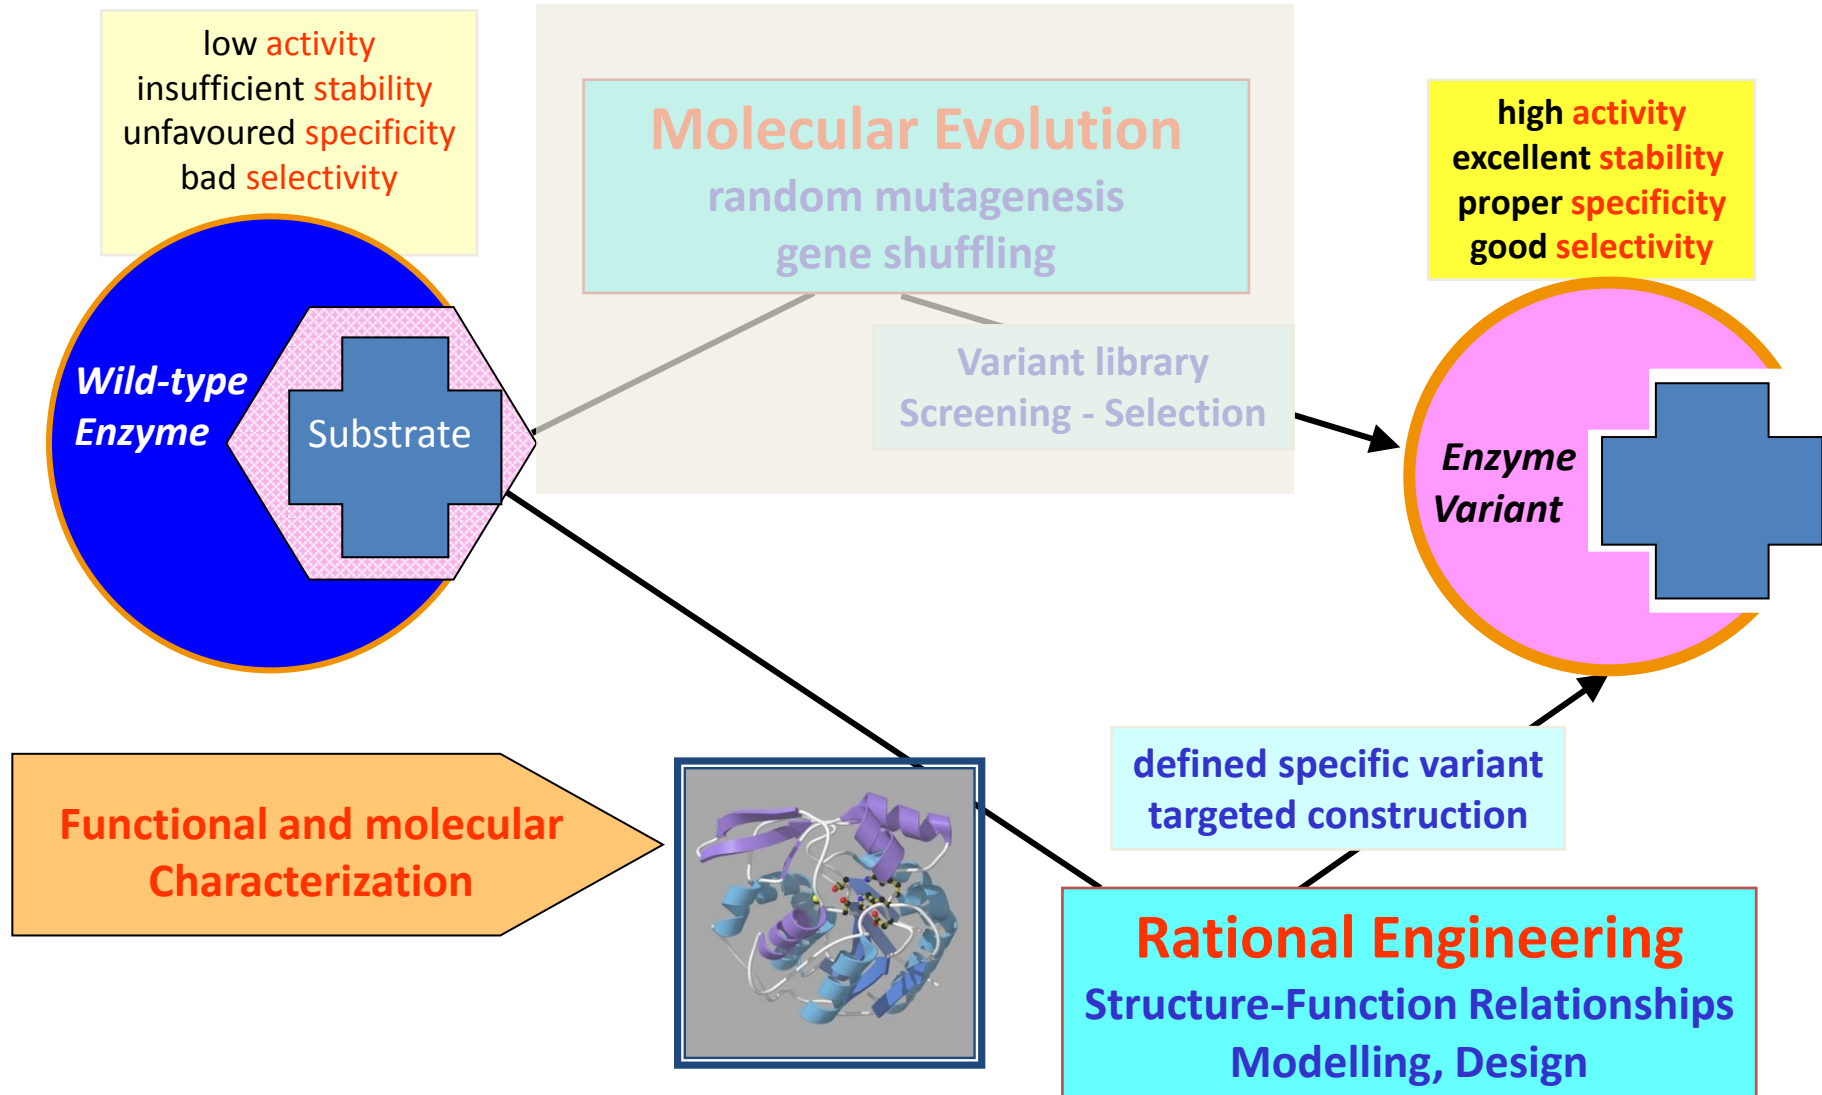 low activity
insufficient stability
unfavoured specificity
bad selectivity
Molecular Evolution
random mutagenesis
gene shuffling
high activity
excellent stability
proper specificity
good selectivity
Variant library
Screening - Selection
Wild-type
Enzyme
Substrate
Enzyme
Variant
defined specific variant
targeted construction
Functional and molecular
Characterization
Rational Engineering
Structure-Function Relationships
Modelling, Design